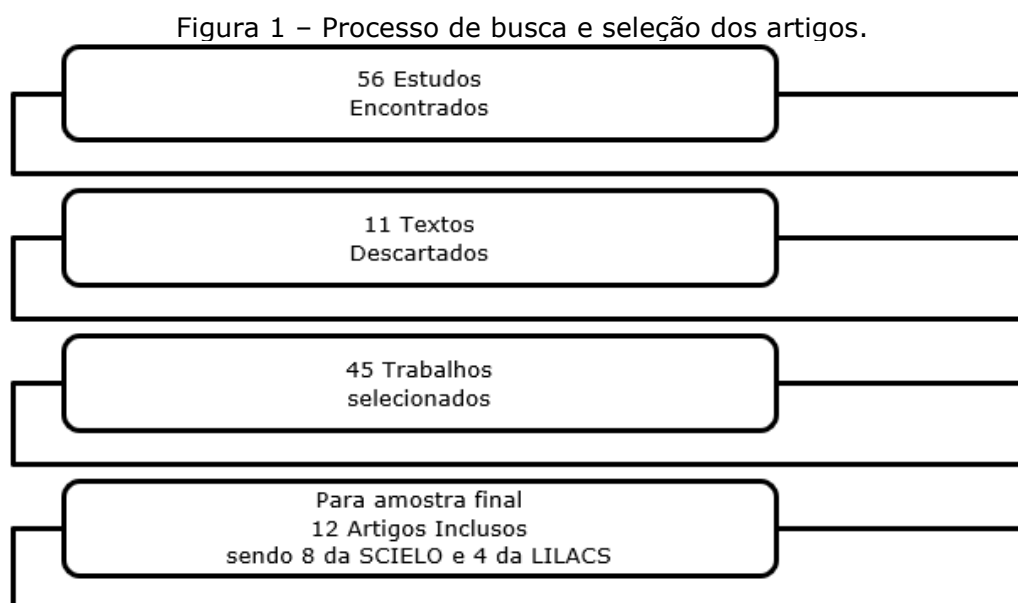 Figura 1 – Processo de busca e seleção dos artigos.
56 Estudos
Encontrados
11 Textos
Descartados
45 Trabalhos
selecionados
Para amostra final
12 Artigos Inclusos
sendo 8 da SCIELO e 4 da LILACS